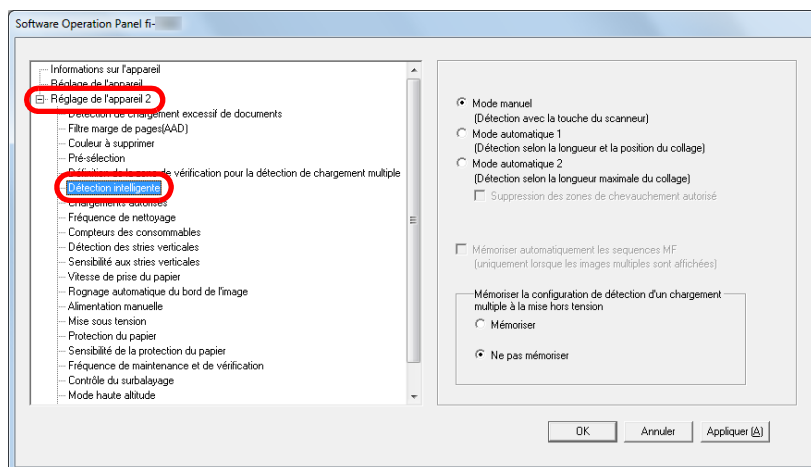 Software Operation Panel fi-
Informations sur l'appareil
Réglage de l'appareil
Réglage de l'appareil 2
Détection de chargement excessif de documents
Filtre marge de pages(AAD)
Couleur à supprimer
Pré-sélection
Définition de la zone de vérification pour la détection de chargement multiple
Détection intelligente
Chargements autorisés
Fréquence de nettoyage
Compteurs des consommables
Détection des stries verticales
Sensibilité aux stries verticales
Vitesse de prise du papier
Rognage automatique du bord de l'image
Alimentation manuelle
Mise sous tension
Protection du papier
Sensibilité de la protection du papier
Fréquence de maintenance et de vérification
Contrôle du surbalayage
Mode haute altitude
Mode manuel
(Détection avec la touche du scanneur)
Mode automatique 1
(Détection selon la longueur et la position du collage)
Mode automatique 2
(Détection selon la longueur maximale du collage)
Suppression des zones de chevauchement autorisé
Mémoriser automatiquement les sequences MF
(uniquement lorsque les images multiples sont affichées)
Mémoriser la configuration de détection d'un chargement
multiple à la mise hors tension
Mémoriser
Ne pas mémoriser
OK
Annuler
Appliquer (A)